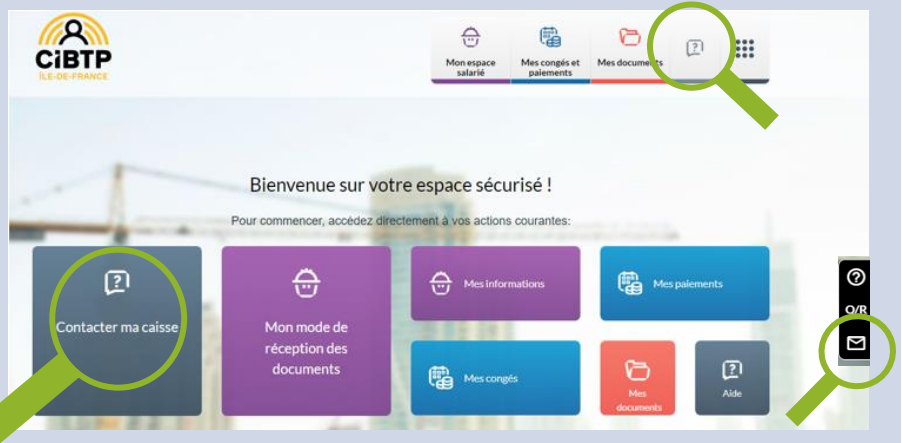 CiBTP
ÎLE-DE-FRANCE
Mon espace
salarié
Mes congés et
paiements
Mes documents
?
Bienvenue sur votre espace sécurisé !
Pour commencer, accédez directement à vos actions courantes:
?
Contacter ma caisse
Mon mode de
réception des
documents
Mes informations
Mes paiements
Mes congés
Mes
documents
?
Aide
?
Q/R